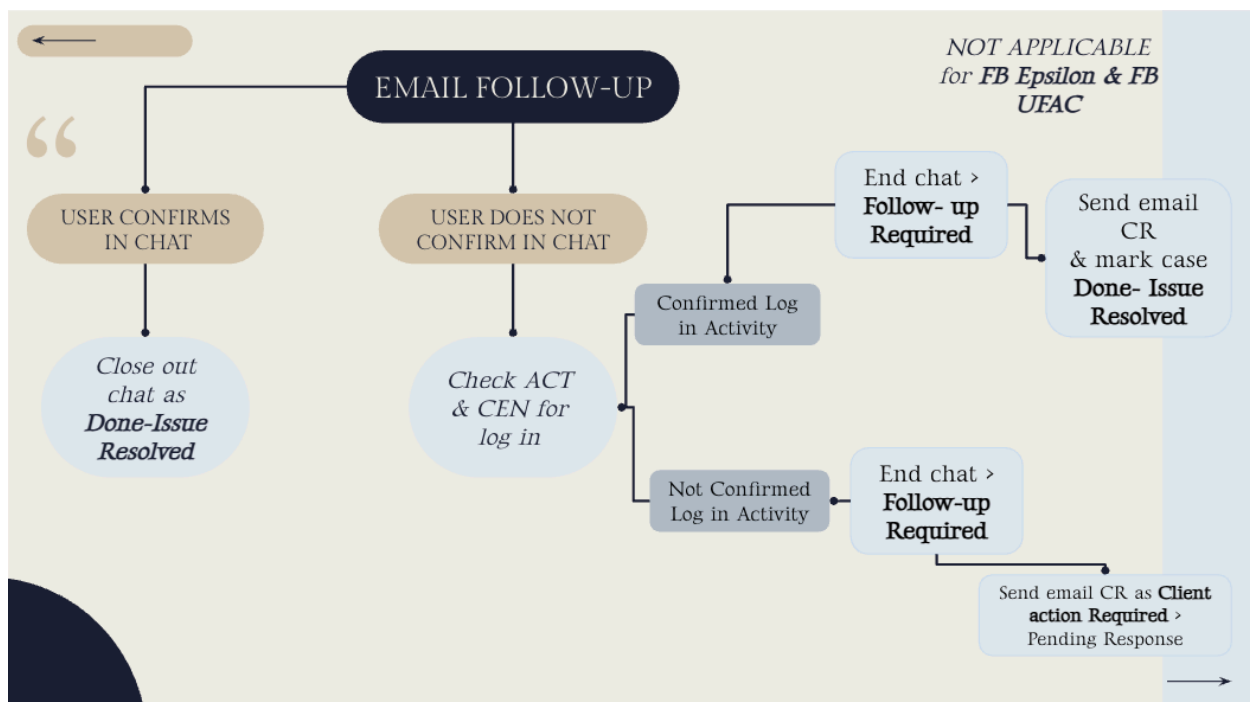 EMAIL FOLLOW-UP
NOT APPLICABLE
for FB Epsilon & FB
UFAC
“
USER CONFIRMS
IN CHAT
USER DOES NOT
CONFIRM IN CHAT
Close out
chat as
Done-Issue
Resolved
Check ACT
& CEN for
log in
Confirmed Log
in Activity
End chat >
Follow- up
Required
Send email
CR
& mark case
Done- Issue
Resolved
Not Confirmed
Log in Activity
End chat >
Follow-up
Required
Send email CR as Client
action Required >
Pending Response